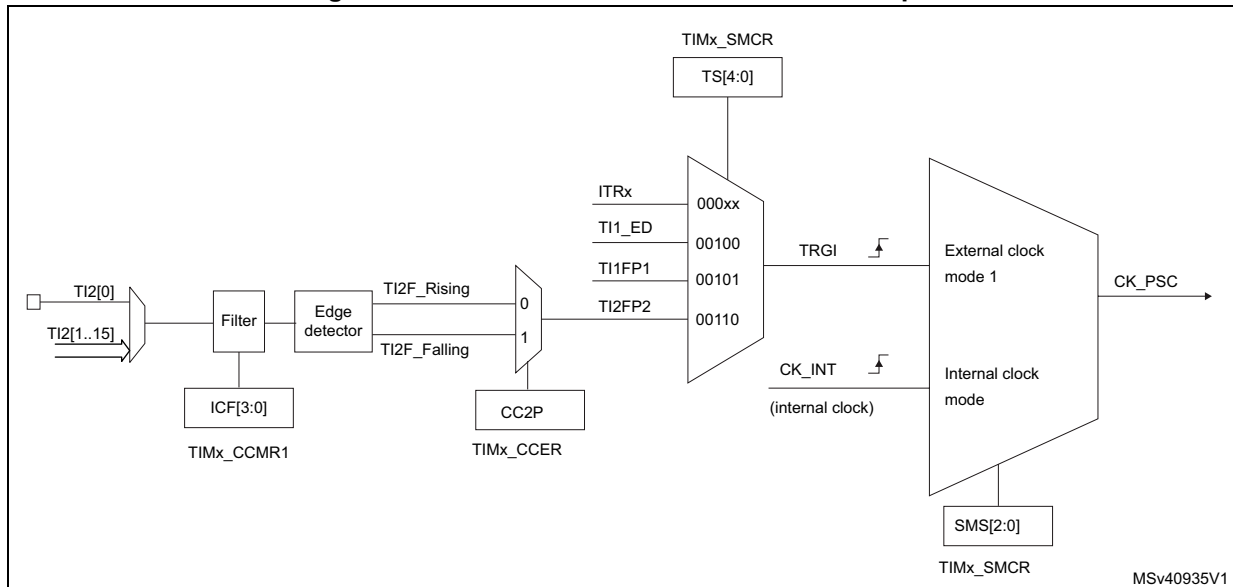 TIMx_SMCR
TS[4:0]
ITRx
000xx
TI1_ED
00100
TI1FP1
00101
TI2FP2
00110
TRGI
External clock
mode 1
CK_PSC
TI2[0]
TI2[1..15]
Filter
Edge
detector
TI2F_Rising
TI2F_Falling
0
1
CK_INT
(internal clock)
Internal clock
mode
ICF[3:0]
TIMx_CCMR1
CC2P
TIMx_CCER
SMS[2:0]
TIMx_SMCR
MSv40935V1